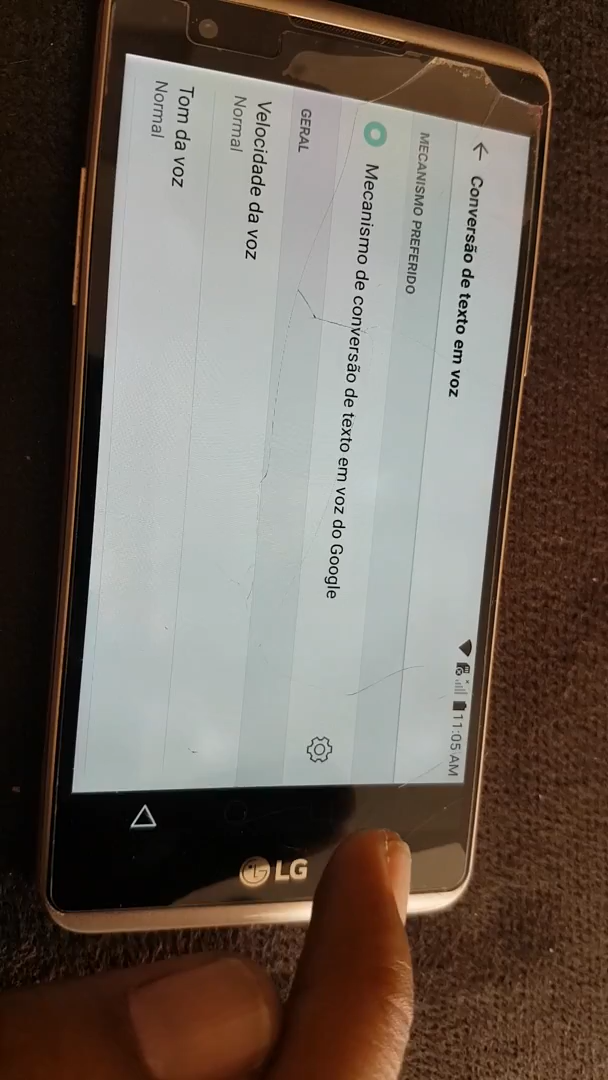 11:05 AM
Conversão de texto em voz
MECANISMO PREFERIDO
Mecanismo de conversão de texto em voz do Google
GERAL
Velocidade da voz
Normal
Tom da voz
Normal
LG